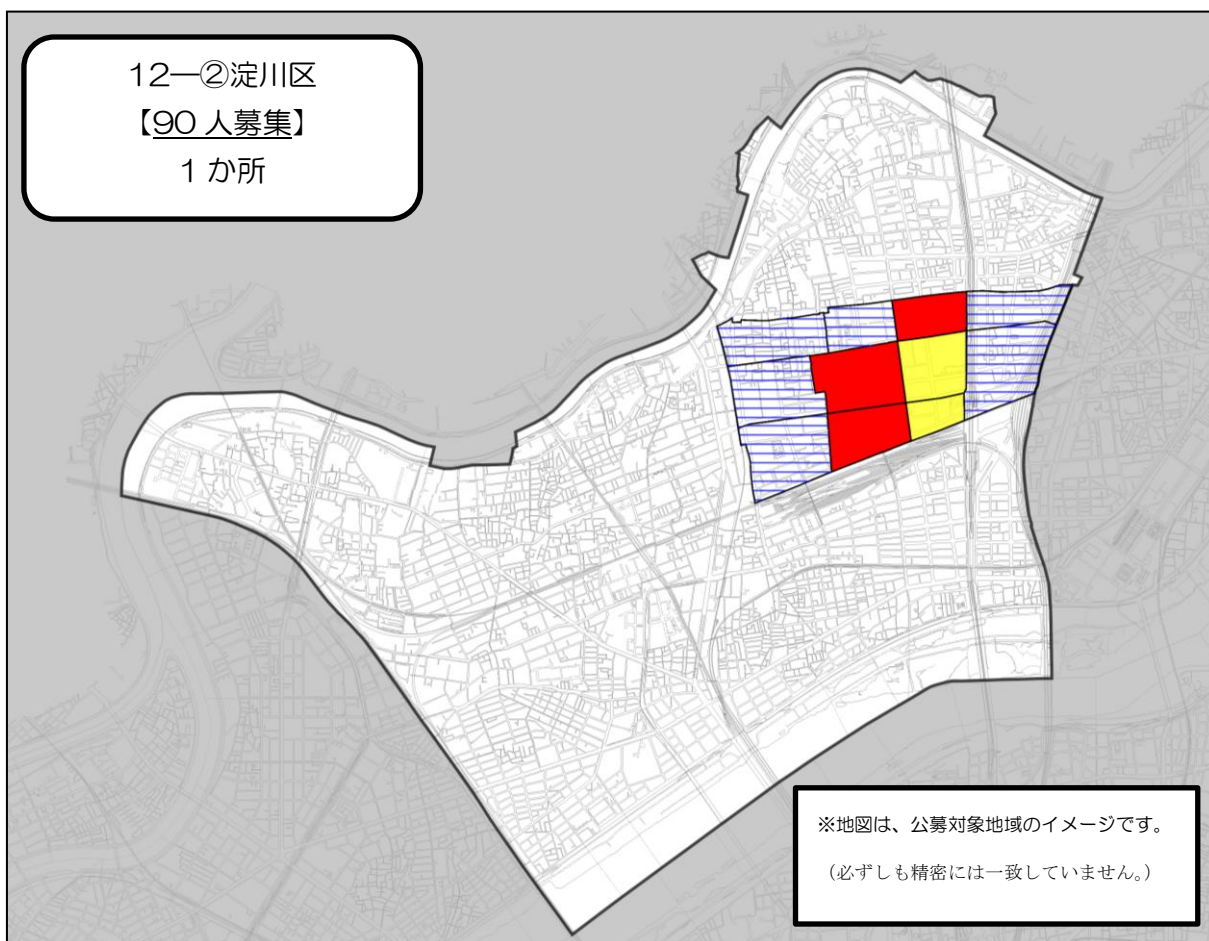 12―②淀川区
【90 人募集】
1 か所
※地図は、公募対象地域のイメージです。
（必ずしも精密には一致していません。）